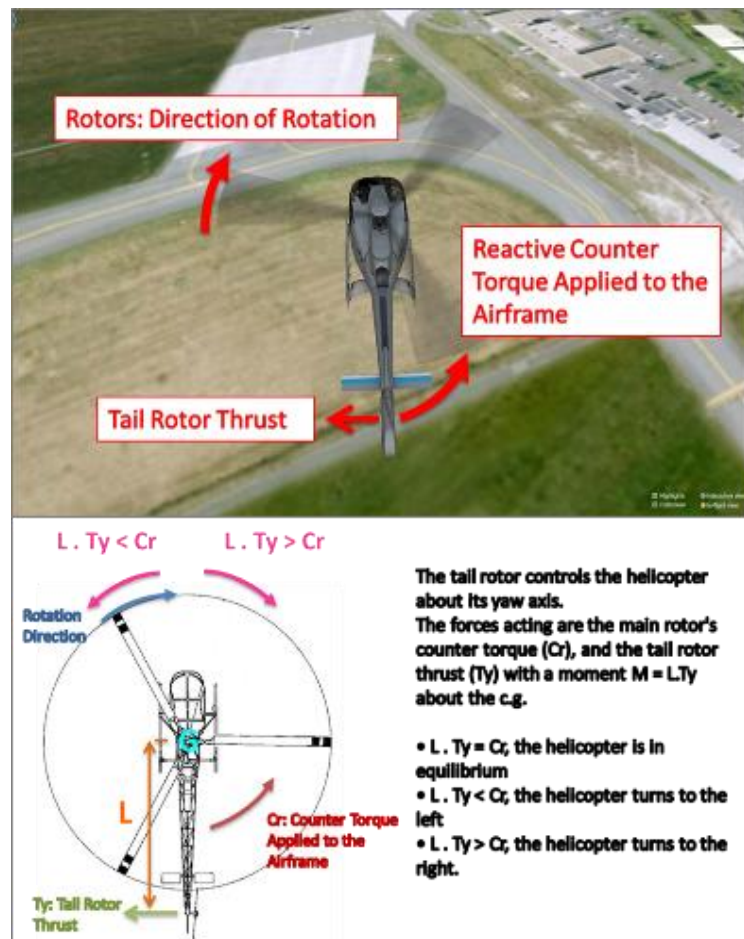 Rotors: Direction of Rotation
Reactive Counter
Torque Applied to the
Airframe
Tail Rotor Thrust
L . Ty < Cr
L . Ty > Cr
Rotation
Direction
G
L
Cr: Counter Torque
Applied to the
Airframe
Ty: Tail Rotor
Thrust
The tail rotor controls the helicopter
about its yaw axis.
The forces acting are the main rotor's
counter torque (Cr), and the tail rotor
thrust (Ty) with a moment M = L.Ty
about the c.g.
• L . Ty = Cr, the helicopter is in
equilibrium
• L . Ty < Cr, the helicopter turns to the
left
• L . Ty > Cr, the helicopter turns to the
right.